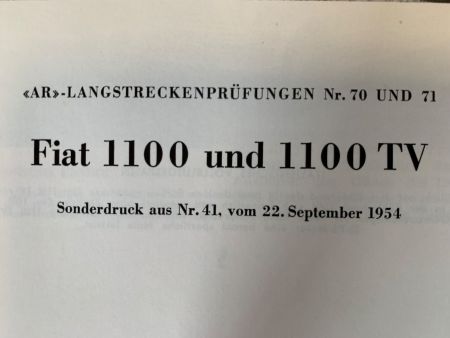 «AR»-LANGSTRECKENPRÜFUNGEN Nr. 70 UND 71
Fiat 1100 und 1100 TV
Sonderdruck aus Nr. 41, vom 22. September 1954